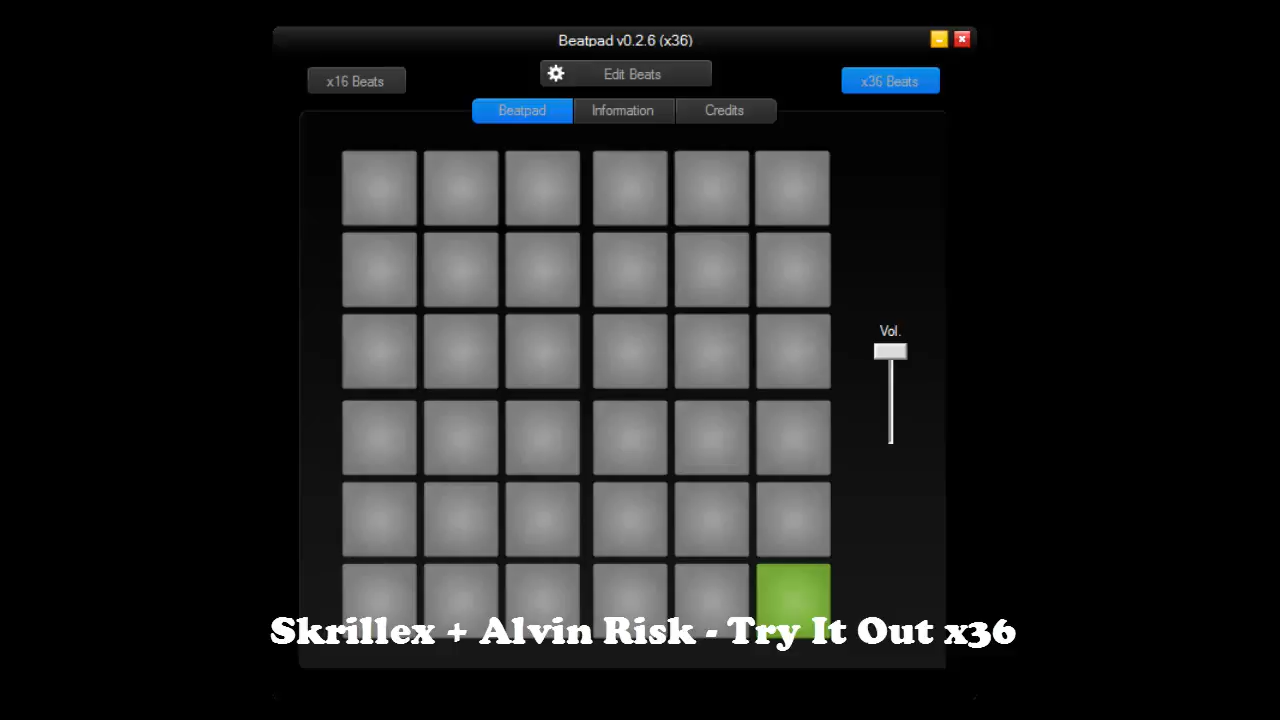 Beatpad v0.2.6 (x36)
x16 Beats
Edit Beats
x36 Beats
Beatpad
Information
Credits
Vol.
Skrillex + Alvin Risk - Try It Out x36